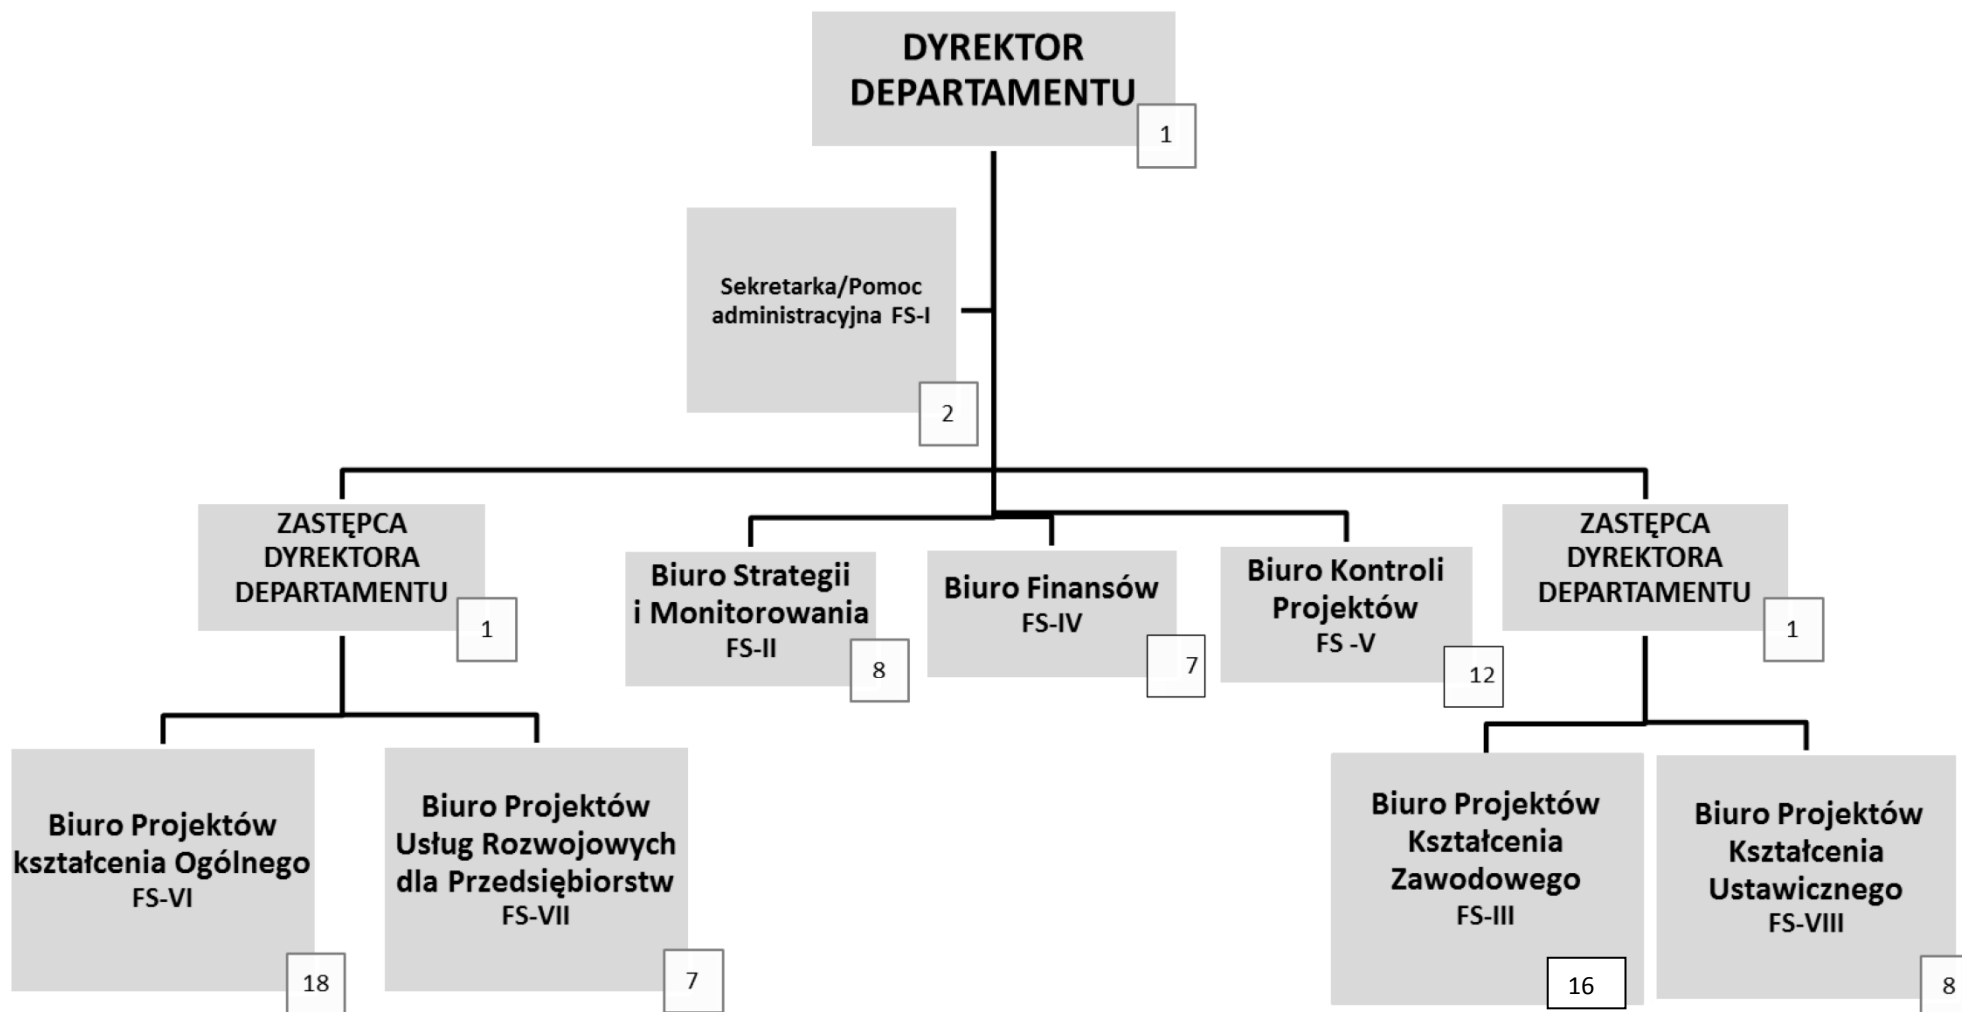 DYREKTOR
DEPARTAMENTU
1
Sekretarka/Pomoc
administracyjna FS-I
2
ZASTĘPCA
DYREKTORA
DEPARTAMENTU
1
Biuro Strategii
i Monitorowania
FS-II
8
Biuro Finansów
FS-IV
7
Biuro Kontroli
Projektów
FS -V
12
ZASTĘPCA
DYREKTORA
DEPARTAMENTU
1
Biuro Projektów
kształcenia Ogólnego
FS-VI
18
Biuro Projektów
Usług Rozwojowych
dla Przedsiębiorstw
FS-VII
7
Biuro Projektów
Kształcenia
Zawodowego
FS-III
16
Biuro Projektów
Kształcenia
Ustawicznego
FS-VIII
8